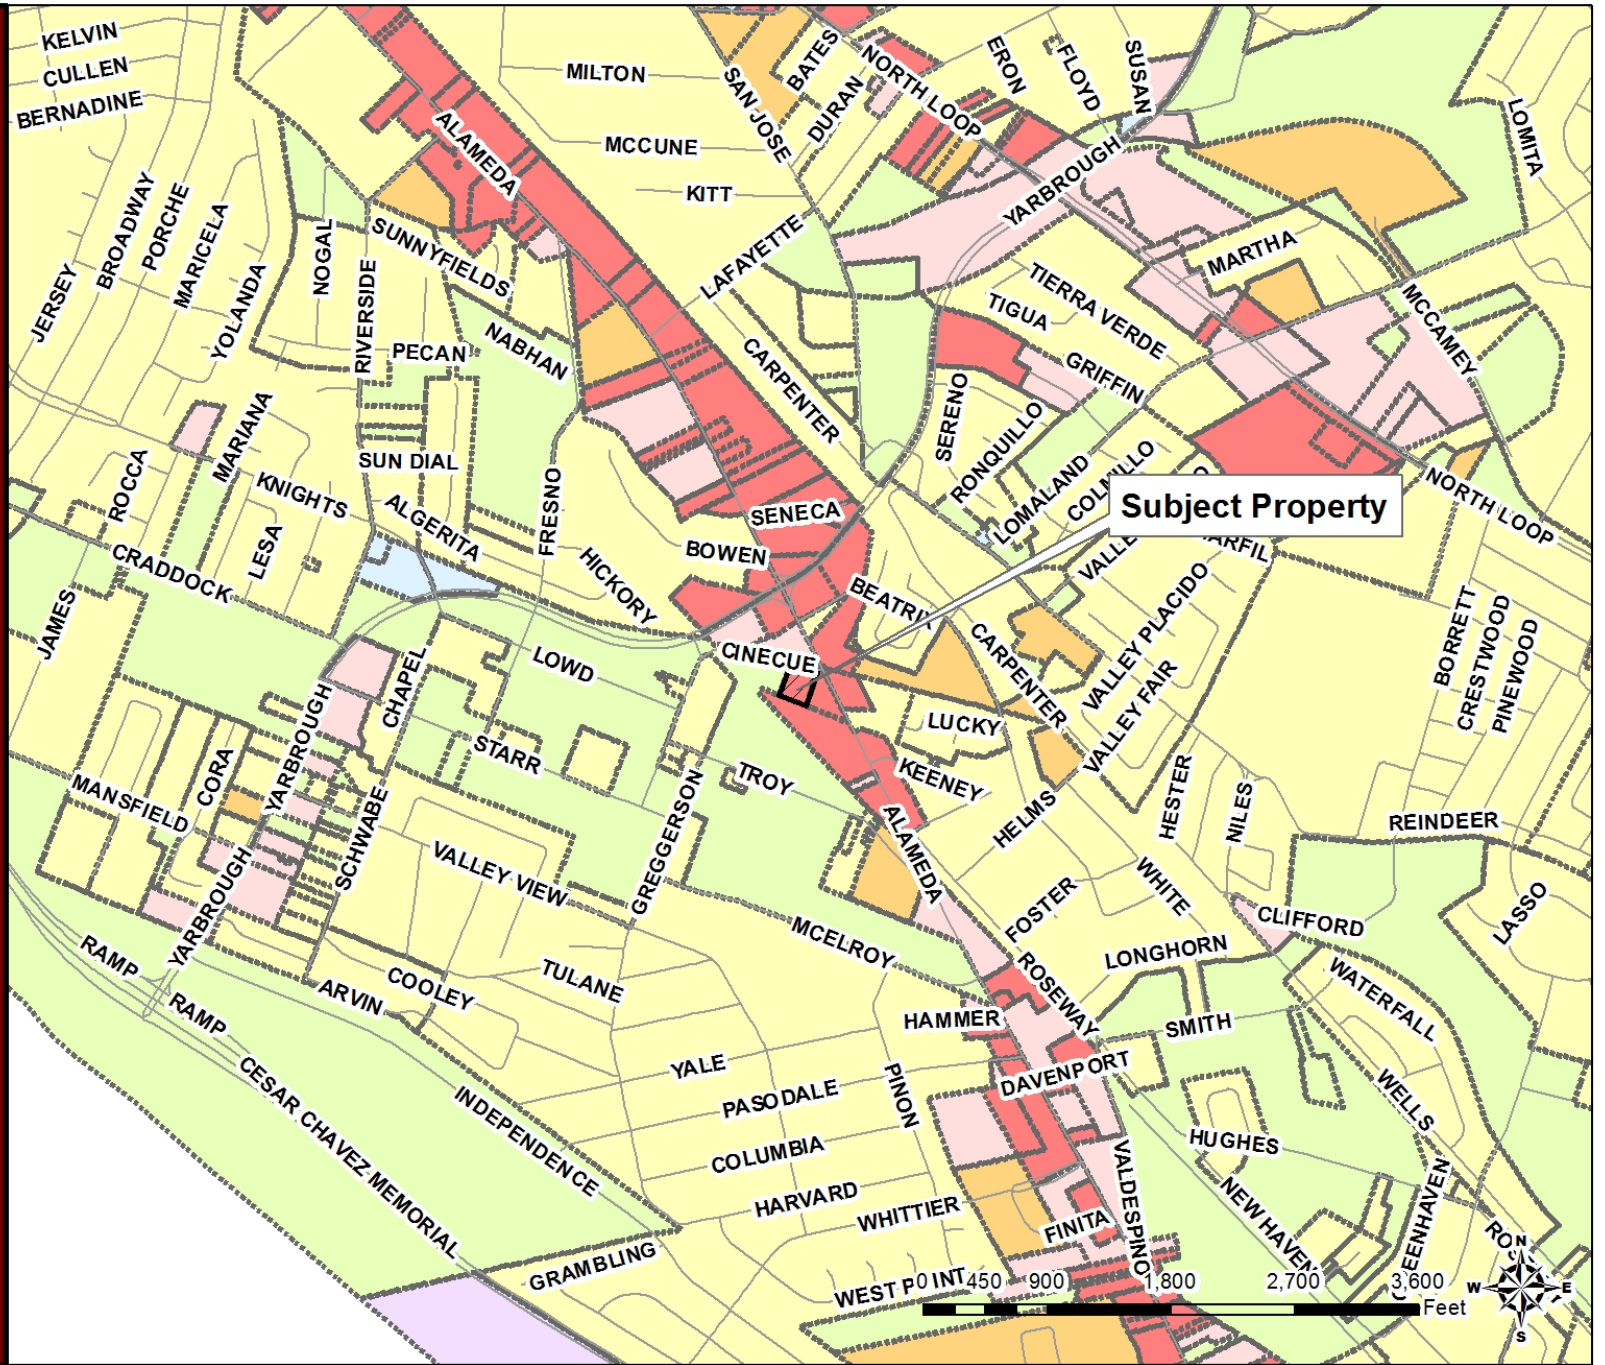 KELVIN
CULLEN
BERNADINE
MILTON
MCCUNE
KITT
SAN JOSE
BATES
DURAN
NORTH LOOP
ERON
FLOYD
SUSAN
LOMITA
ALAMEDA
YARBROUGH
JERSEY
BROADWAY
PORCHE
MARICELA
YOLANDA
NOGAL
RIVERSIDE
SUNNYFIELDS
LAFAYETTE
MARTHA
TIERRA VERDE
TIGUA
MCCAMEY
PECAN
NABHAN
CARPENTER
GRIFFIN
SERENO
RONQUILLO
MARIANA
ROCCA
SUN DIAL
KNIGHTS
ALGERITA
FRESNO
LOMALAND
NORTH LOOP
Subject Property
SENECA
BOWEN
LESA
CRADDOCK
HICKORY
BEATRIX
VALLEY PLACIDO
BORRETT
CRESTWOOD
PINEWOOD
JAMES
CHAPEL
LOWD
CINECUE
CARPENTER
VALLEY FAIR
LUCKY
YARBROUGH
STARR
TROY
KEENEY
CORA
MANSFIELD
SCHWABE
GREGGERSON
ALAMEDA
HELMS
HESTER
NILES
REINDEER
VALLEY VIEW
YARBROUGH
FOSTER
WHITE
CLIFFORD
LASSO
MCELROY
RAMP
RAMP
ARVIN
COOLEY
TULANE
LONGHORN
ROSEWAY
WATERFALL
HAMMER
SMITH
YALE
DAVENPORT
PASODALE
PINON
WELLS
CESAR CHAVEZ MEMORIAL
INDEPENDENCE
COLUMBIA
HUGHES
HARVARD
WHITTIER
VALDESPINO
FINITA
NEW HAVEN
GRAMBLING
WEST POINT
0 450 900 1,800 2,700 3,600
Feet
N
W E
S